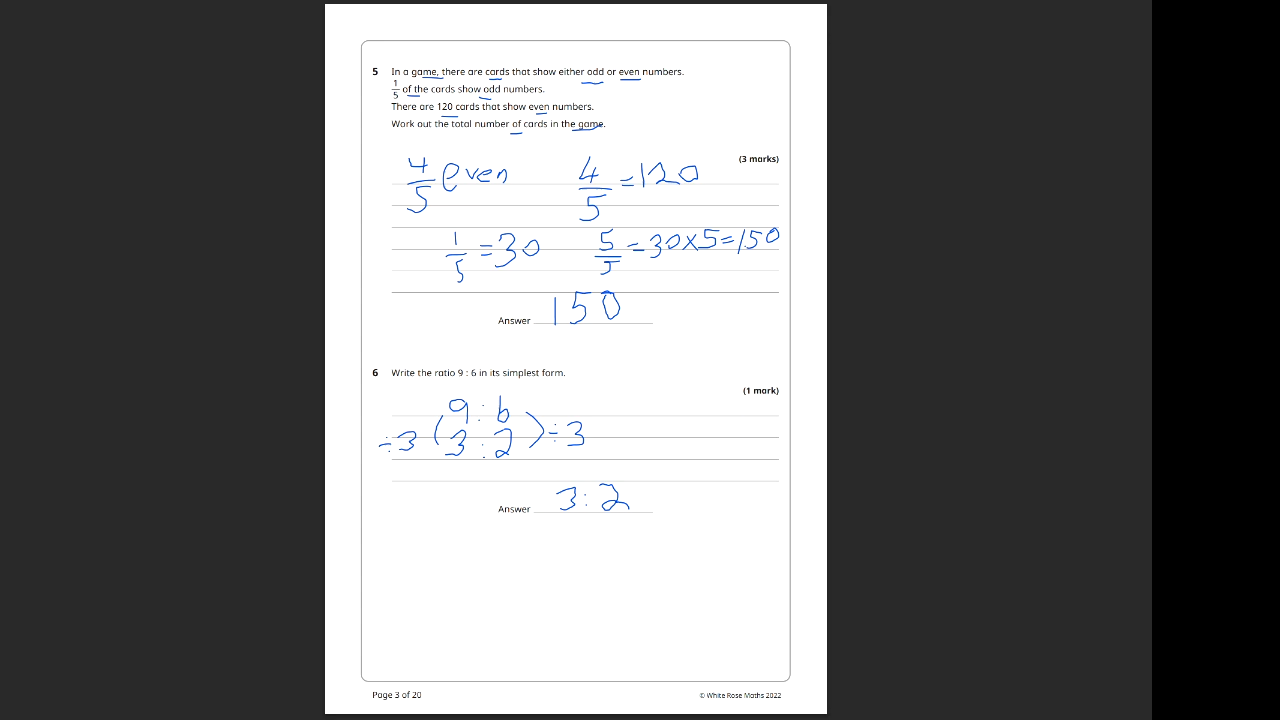 5 In a game, there are cards that show either odd or even numbers.
1/5 of the cards show odd numbers.
There are 120 cards that show even numbers.
Work out the total number of cards in the game.
(3 marks)
4/5 even 4/5 =120
1/5 =30 5/5 =30x5=150
Answer 150
6 Write the ratio 9 : 6 in its simplest form.
(1 mark)
9:6
÷3 (3:2) ÷3
Answer 3:2
Page 3 of 20 © White Rose Maths 2022